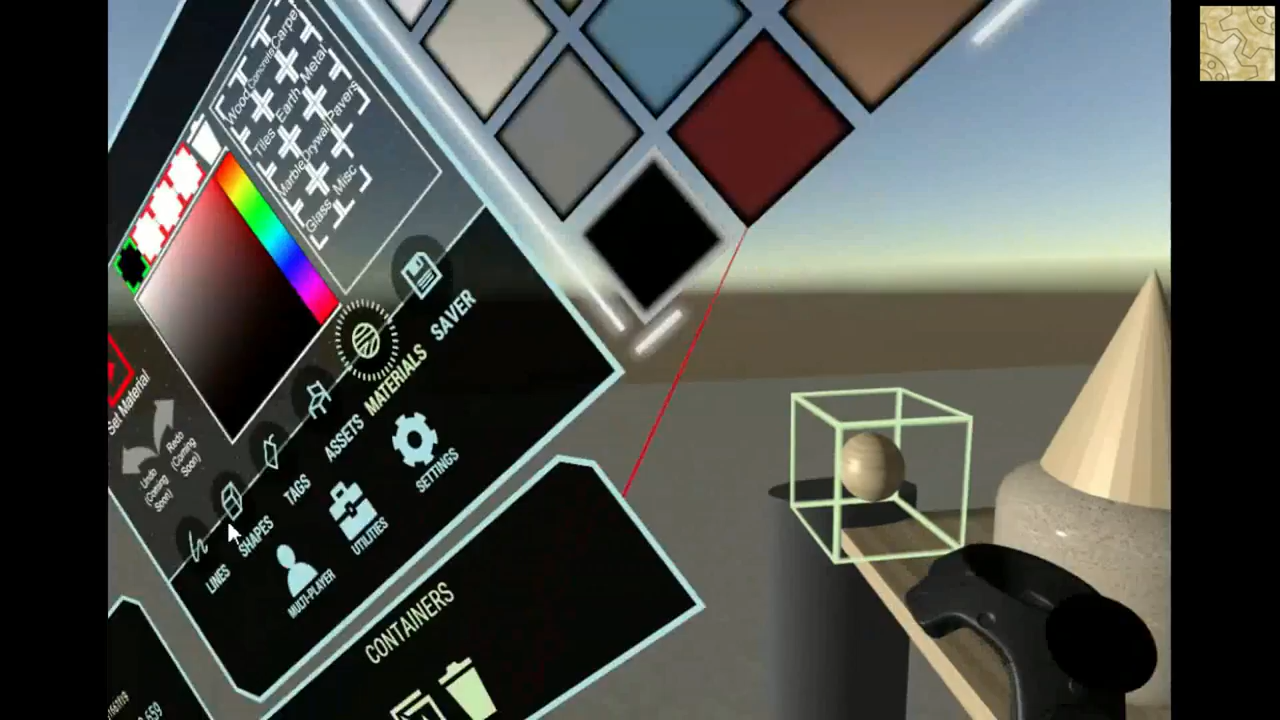 Carpet
Concrete
Wood
Metal
Earth
Tiles
Pavers
Drywall
Marble
Misc
Glass
Set Material
Redo
(Coming
Soon)
Undo
(Coming
Soon)
SAVER
MATERIALS
ASSETS
TAGS
SHAPES
LINES
SETTINGS
UTILITIES
MULTI-PLAYER
CONTAINERS